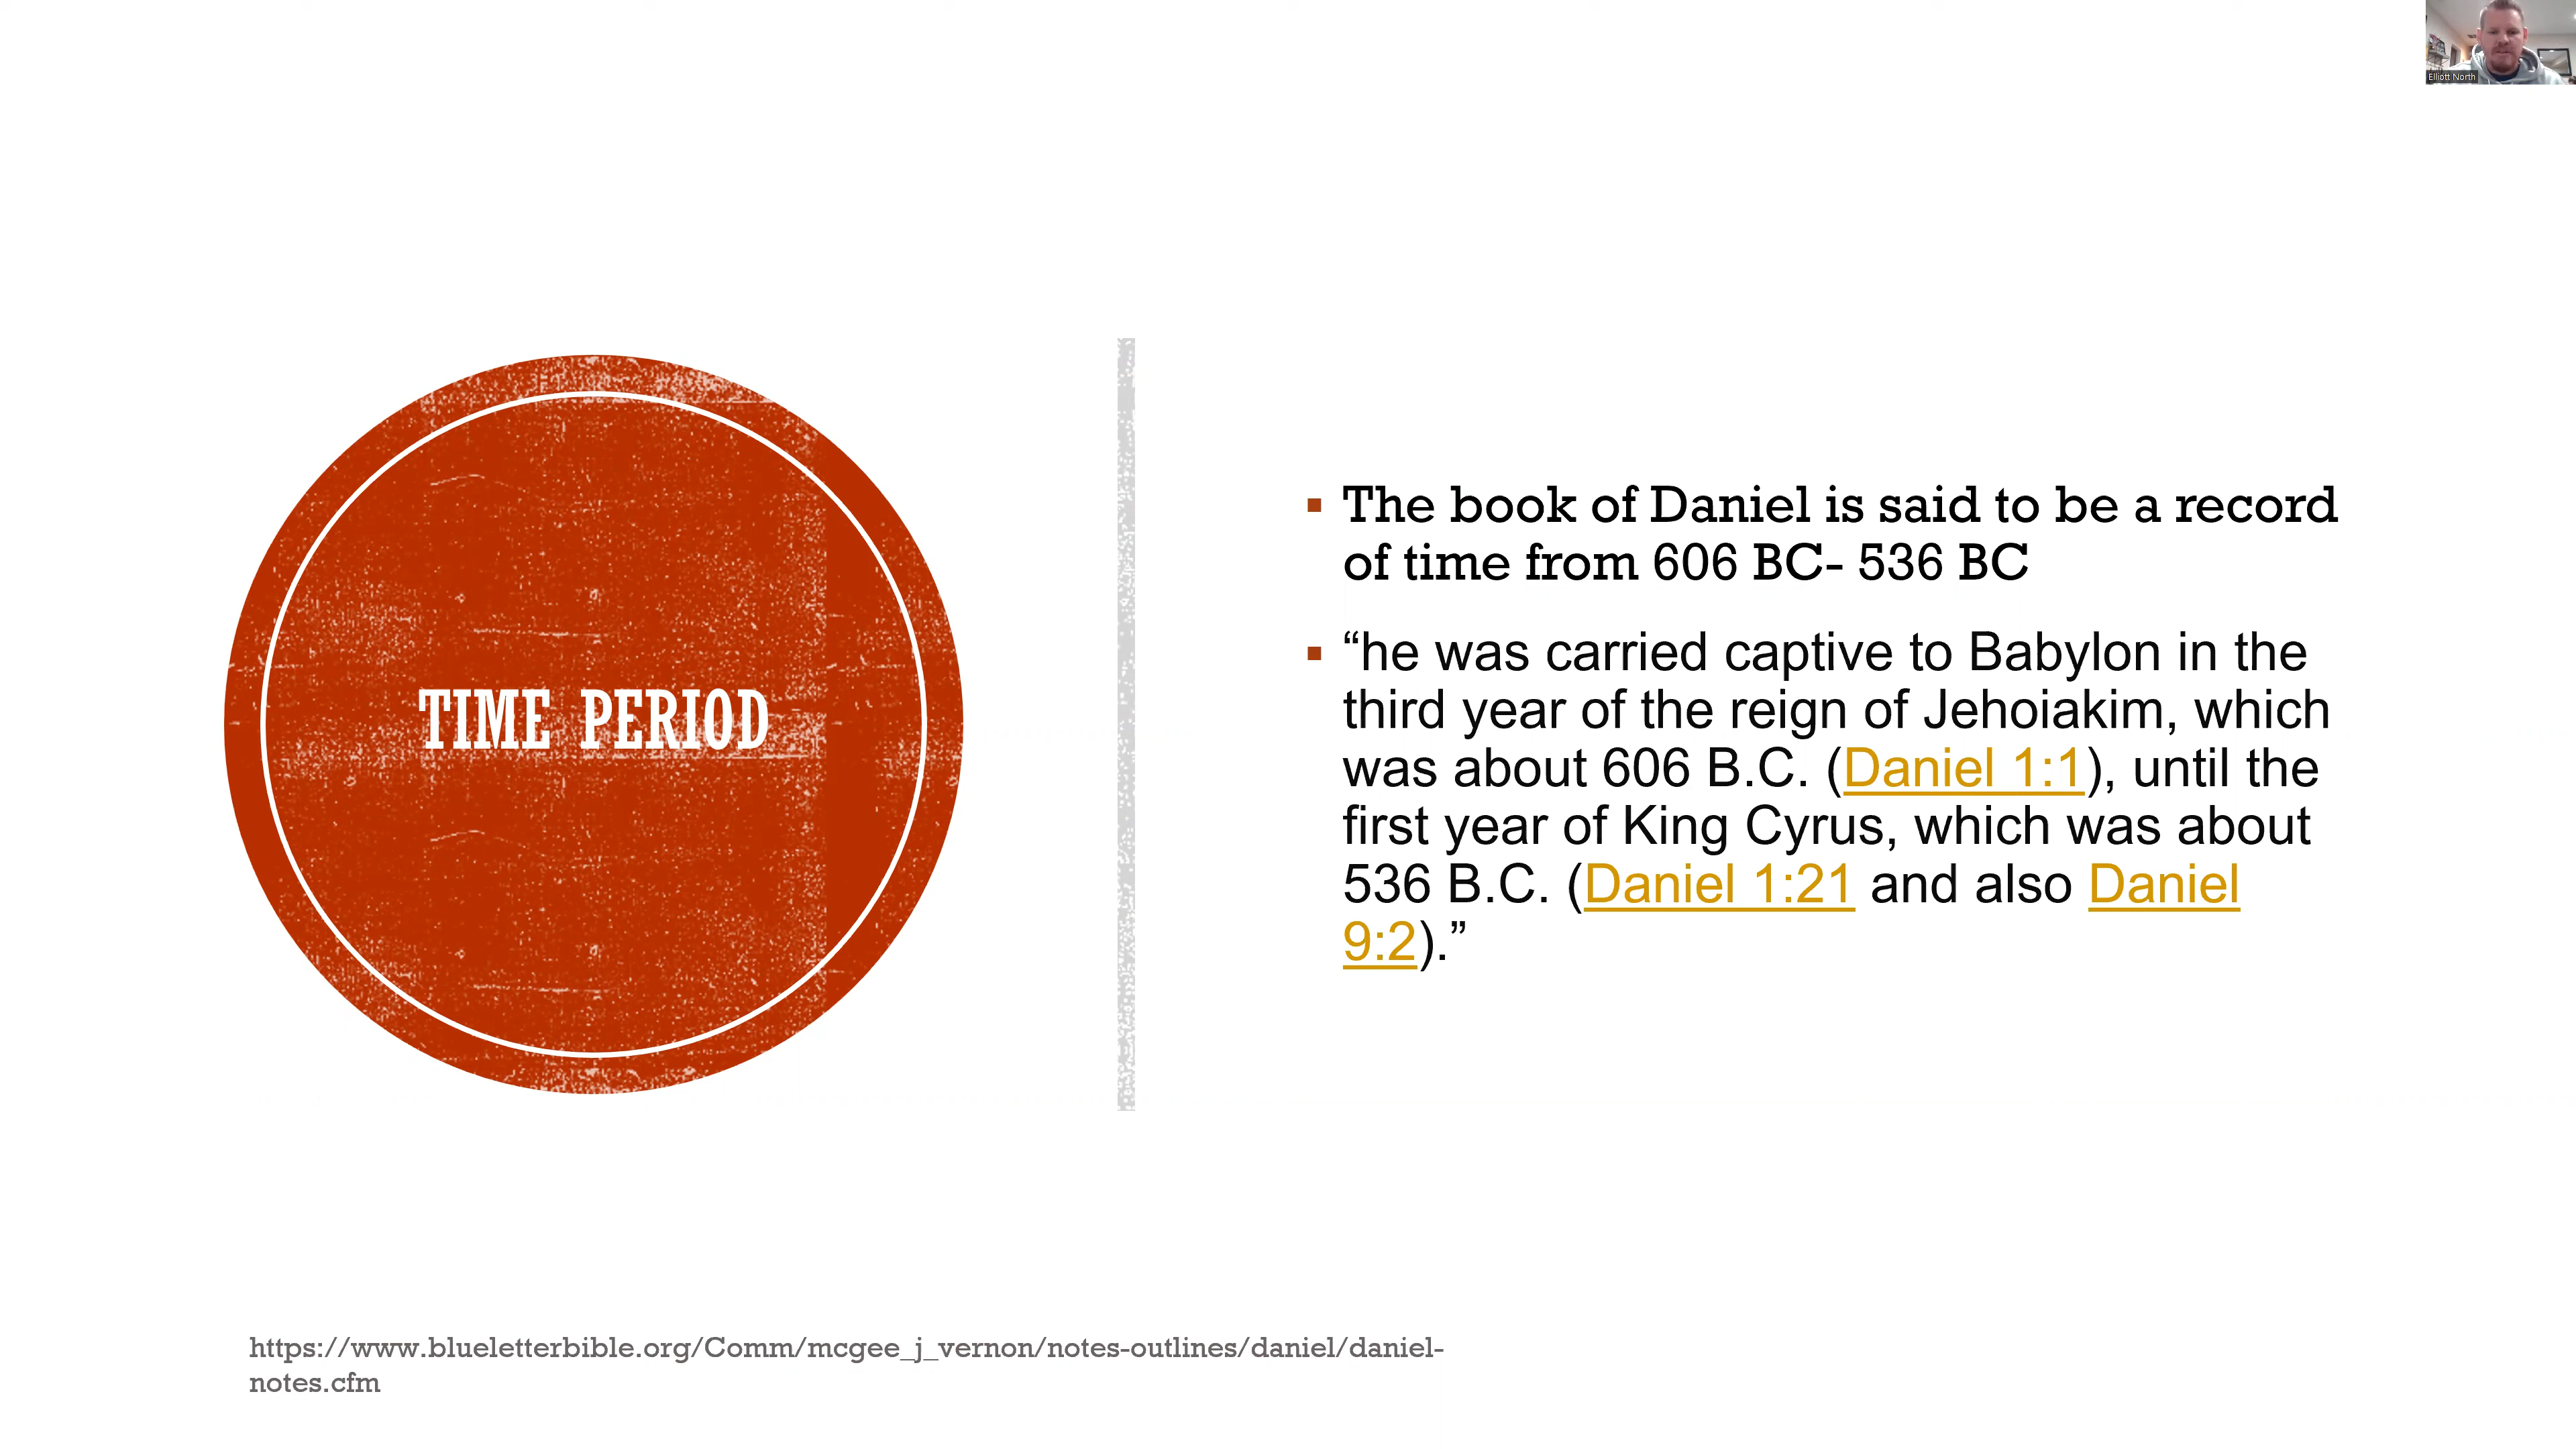 Elliott North
TIME PERIOD
▪ The book of Daniel is said to be a record
of time from 606 BC- 536 BC
▪ “he was carried captive to Babylon in the
third year of the reign of Jehoiakim, which
was about 606 B.C. (Daniel 1:1), until the
first year of King Cyrus, which was about
536 B.C. (Daniel 1:21 and also Daniel
9:2).”
https://www.blueletterbible.org/Comm/mcgee_j_vernon/notes-outlines/daniel/daniel-
notes.cfm